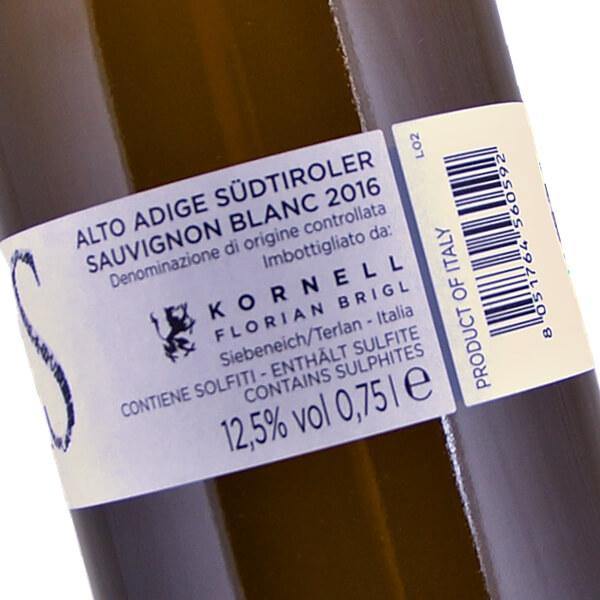 S
ALTO ADIGE SÜDTIROLER
SAUVIGNON BLANC 2016
Denominazione di origine controllata
Imbottigliato da:
KORNELL
FLORIAN BRIGL
Siebeneich/Terlan - Italia
CONTIENE SOLFITI - ENTHÄLT SULFITE
CONTAINS SULPHITES
12,5% vol 0,75 l e
L02
PRODUCT OF ITALY
8 051764 560592